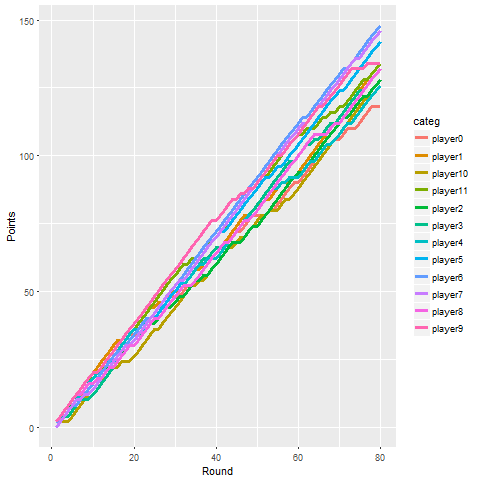 150
100
50
0
Points
0
20
40
60
80
Round
categ
player0
player1
player10
player11
player2
player3
player4
player5
player6
player7
player8
player9